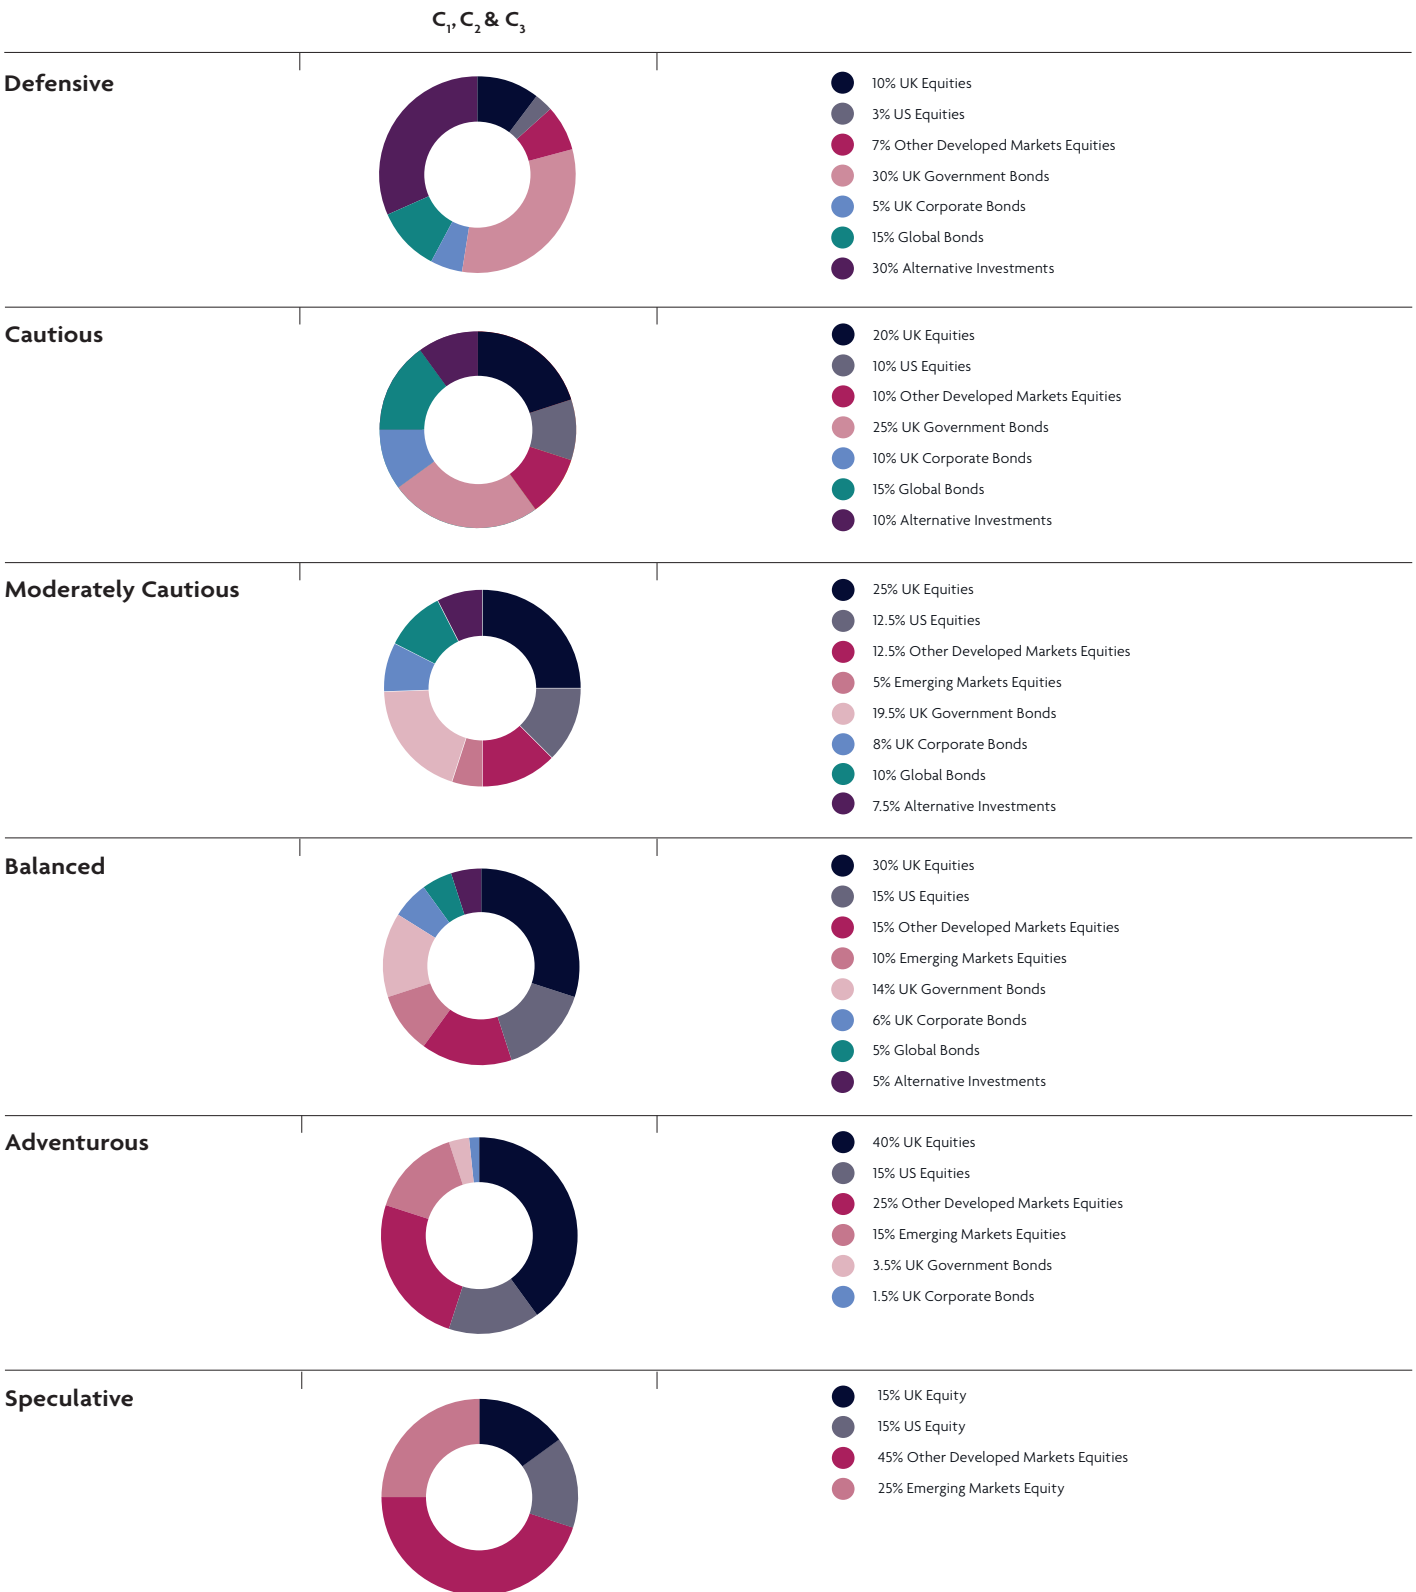 C1, C2 & C3
Defensive
10% UK Equities
3% US Equities
7% Other Developed Markets Equities
30% UK Government Bonds
5% UK Corporate Bonds
15% Global Bonds
30% Alternative Investments
Cautious
20% UK Equities
10% US Equities
10% Other Developed Markets Equities
25% UK Government Bonds
10% UK Corporate Bonds
15% Global Bonds
10% Alternative Investments
Moderately Cautious
25% UK Equities
12.5% US Equities
12.5% Other Developed Markets Equities
5% Emerging Markets Equities
19.5% UK Government Bonds
8% UK Corporate Bonds
10% Global Bonds
7.5% Alternative Investments
Balanced
30% UK Equities
15% US Equities
15% Other Developed Markets Equities
10% Emerging Markets Equities
14% UK Government Bonds
6% UK Corporate Bonds
5% Global Bonds
5% Alternative Investments
Adventurous
40% UK Equities
15% US Equities
25% Other Developed Markets Equities
15% Emerging Markets Equities
3.5% UK Government Bonds
1.5% UK Corporate Bonds
Speculative
15% UK Equity
15% US Equity
45% Other Developed Markets Equities
25% Emerging Markets Equity